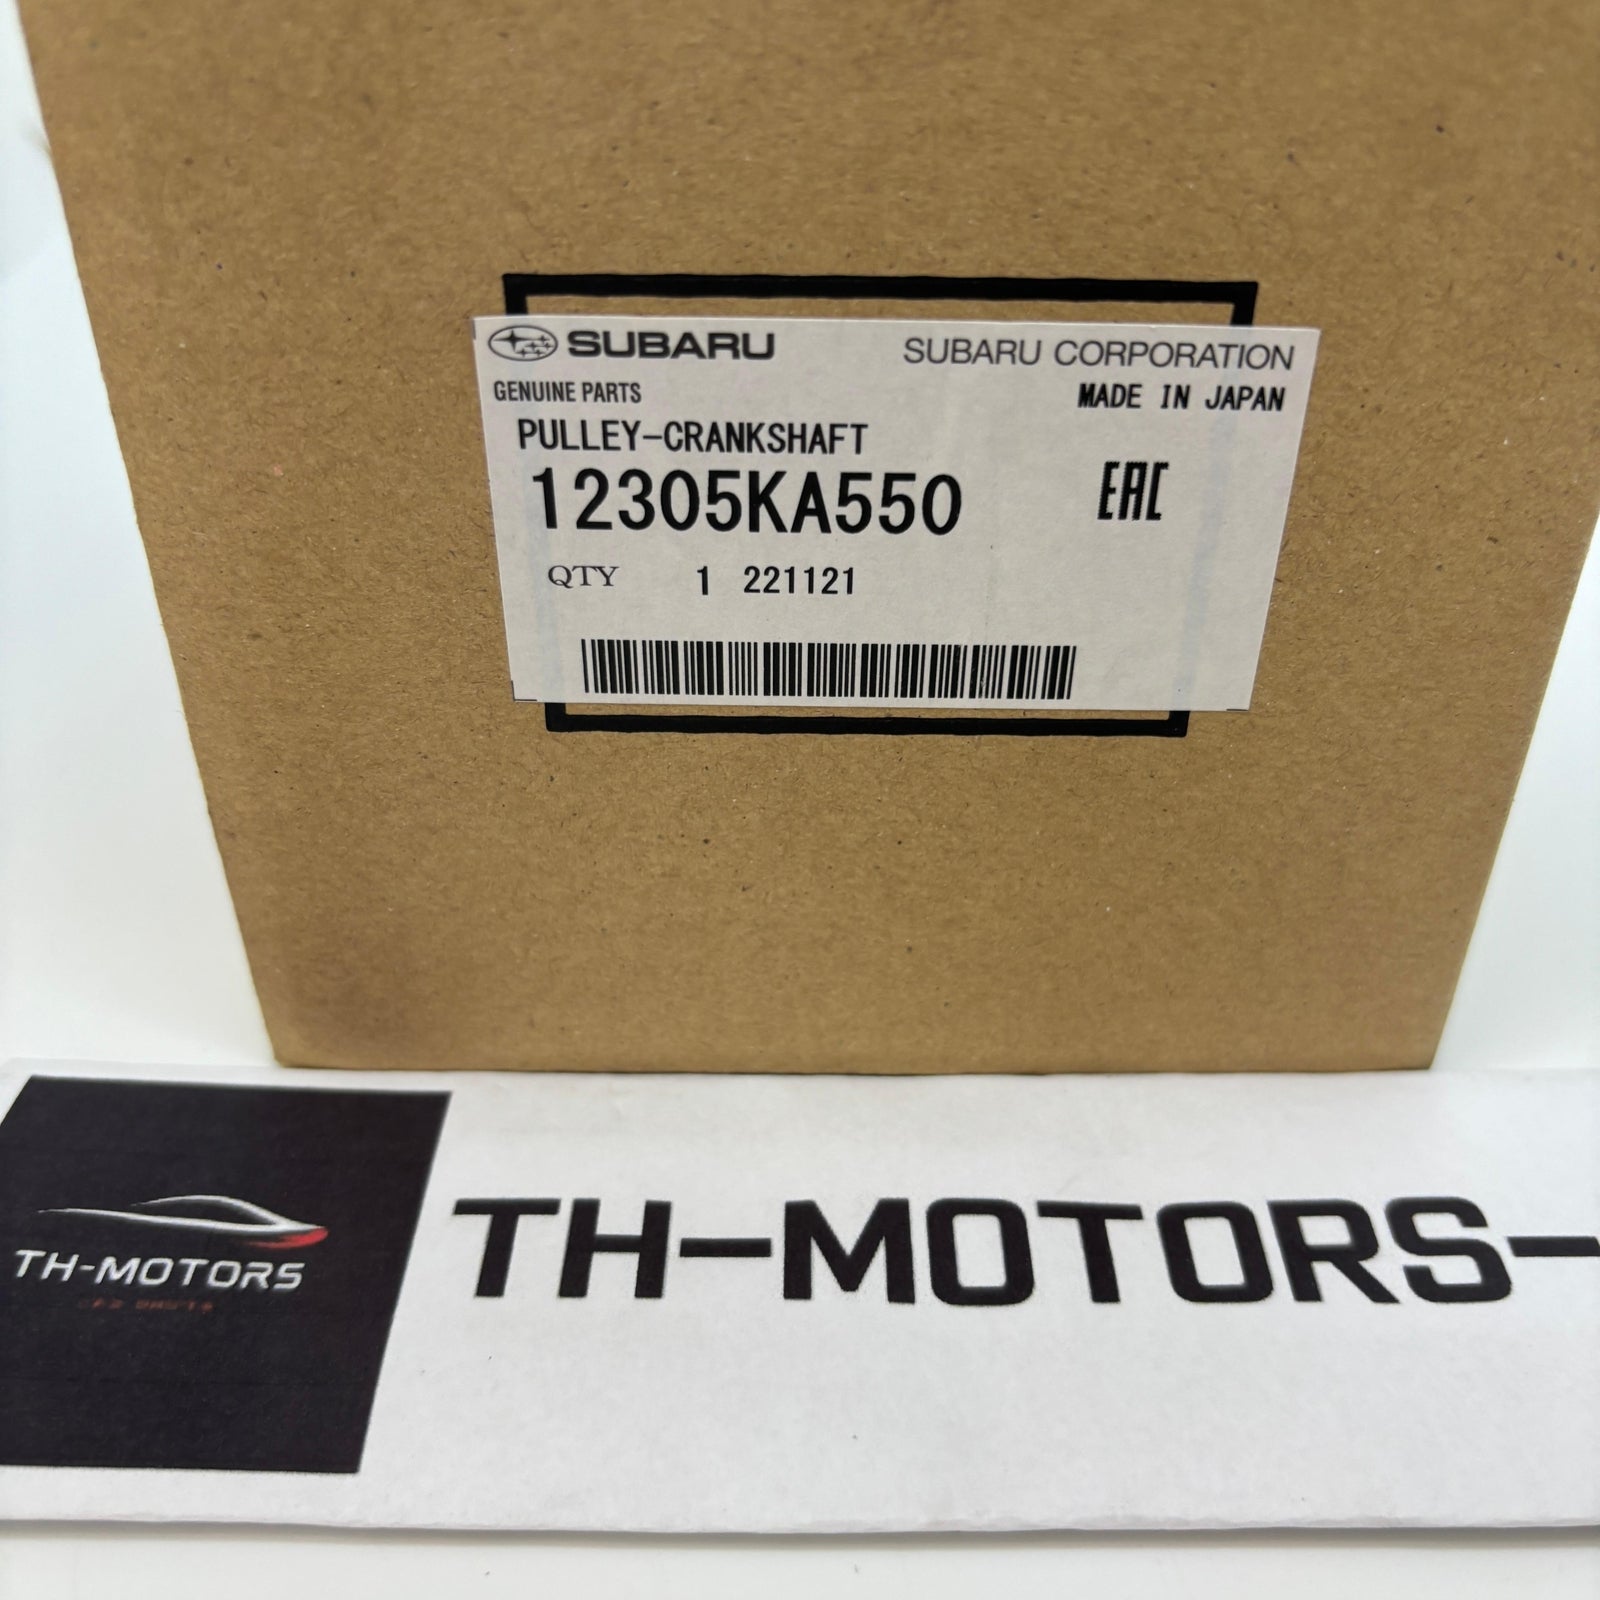 SUBARU
SUBARU CORPORATION
GENUINE PARTS
MADE IN JAPAN
PULLEY-CRANKSHAFT
12305KA550
EAC
QTY 1 221121
TH-MOTORS
TH-MOTORS-